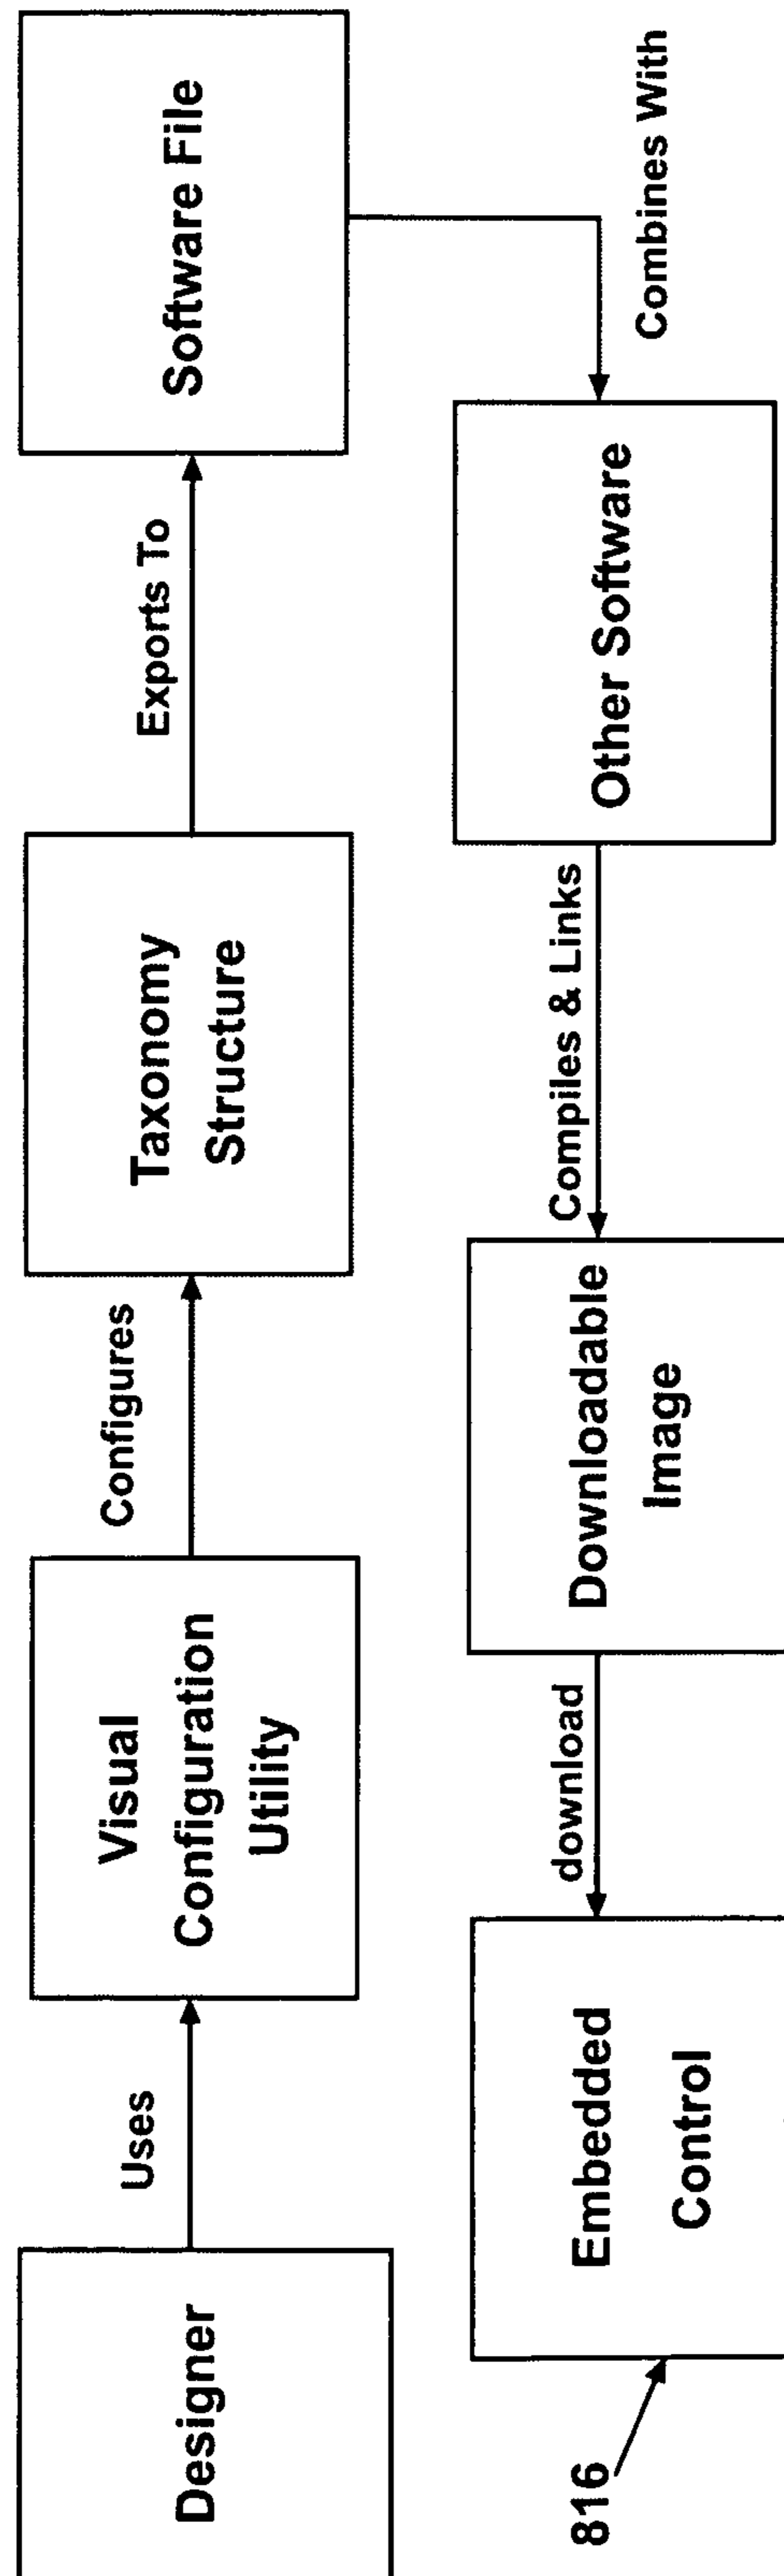 Designer
Uses
Visual
Configuration
Utility
Configures
Taxonomy
Structure
Exports To
Software File
Combines With
Other Software
Compiles & Links
Downloadable
Image
download
Embedded
Control
816